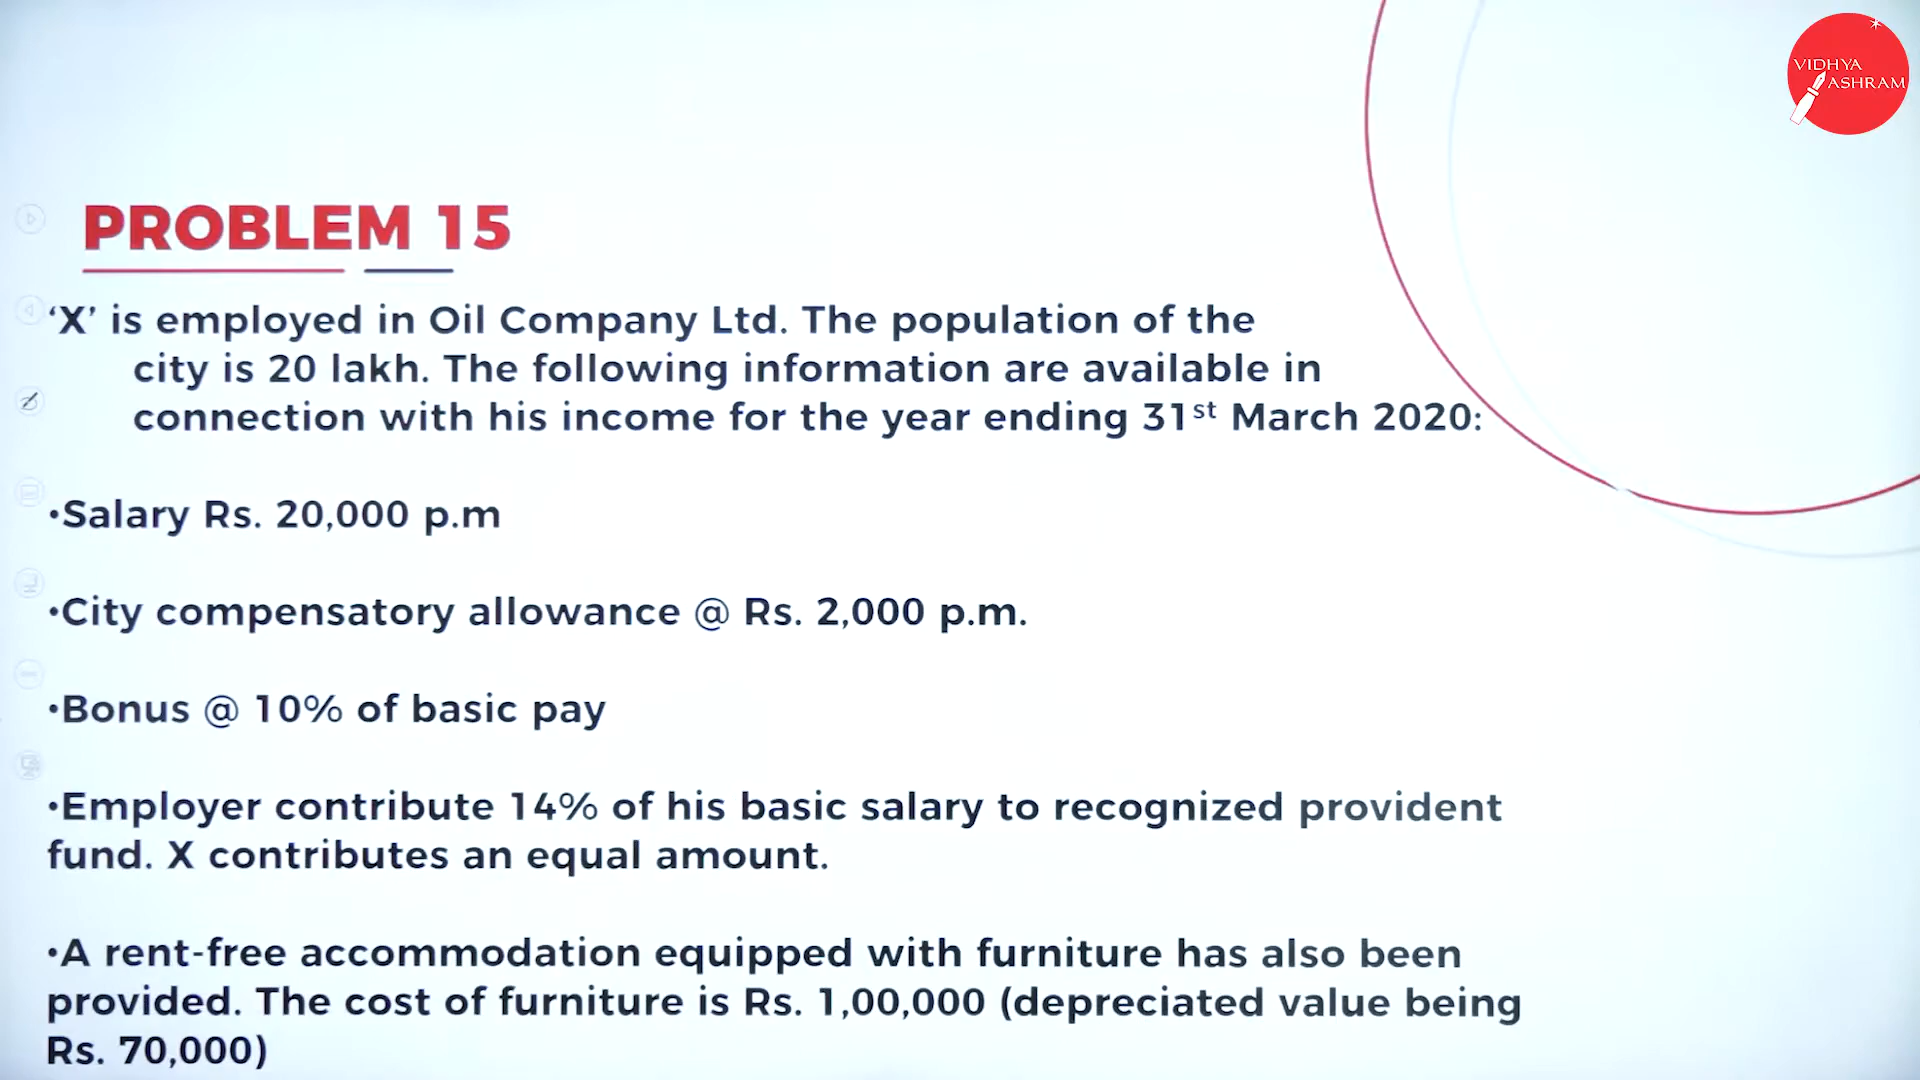 VIDHYA
ASHRAM
PROBLEM 15
‘X’ is employed in Oil Company Ltd. The population of the
city is 20 lakh. The following information are available in
connection with his income for the year ending 31st March 2020:
•Salary Rs. 20,000 p.m
•City compensatory allowance @ Rs. 2,000 p.m.
•Bonus @ 10% of basic pay
•Employer contribute 14% of his basic salary to recognized provident
fund. X contributes an equal amount.
•A rent-free accommodation equipped with furniture has also been
provided. The cost of furniture is Rs. 1,00,000 (depreciated value being
Rs. 70,000)